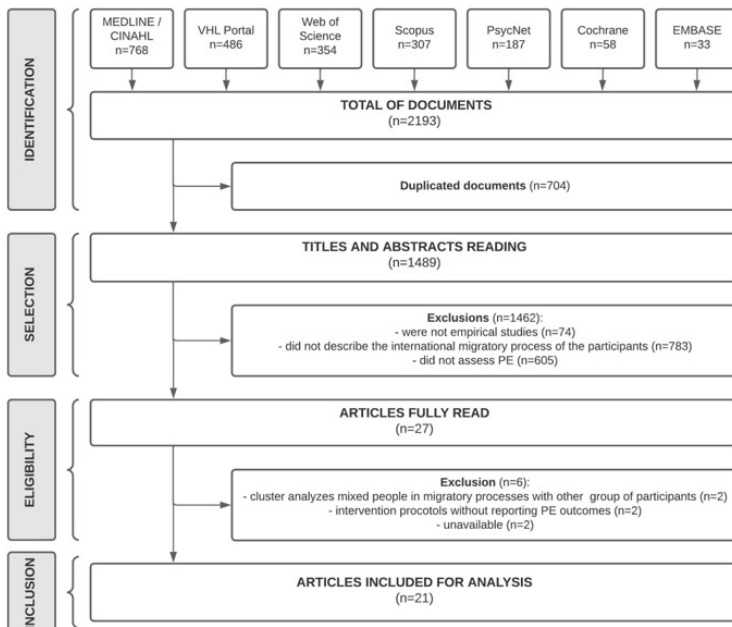 MEDLINE /
CINAHL
n=768
VHL Portal
n=486
Web of
Science
n=354
Scopus
n=307
PsycNet
n=187
Cochrane
n=58
EMBASE
n=33
IDENTIFICATION
TOTAL OF DOCUMENTS
(n=2193)
Duplicated documents (n=704)
SELECTION
TITLES AND ABSTRACTS READING
(n=1489)
Exclusions (n=1462):
- were not empirical studies (n=74)
- did not describe the international migratory process of the participants (n=783)
- did not assess PE (n=605)
ELIGIBILITY
ARTICLES FULLY READ
(n=27)
Exclusion (n=6):
- cluster analyzes mixed people in migratory processes with other group of participants (n=2)
- intervention procotols without reporting PE outcomes (n=2)
- unavailable (n=2)
NCLUSION
ARTICLES INCLUDED FOR ANALYSIS
(n=21)